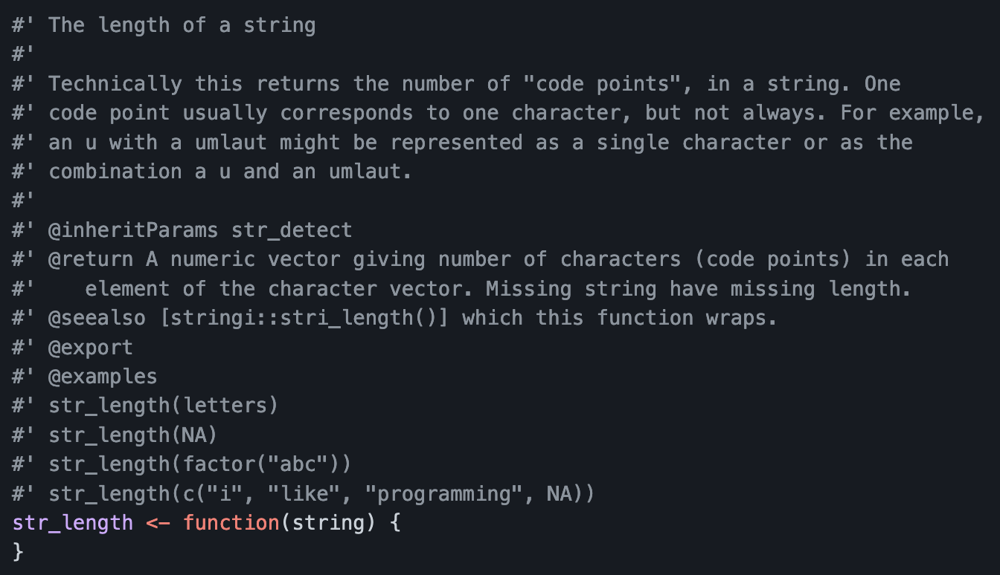 #' The length of a string
#'
#' Technically this returns the number of "code points", in a string. One
#' code point usually corresponds to one character, but not always. For example,
#' an u with a umlaut might be represented as a single character or as the
#' combination a u and an umlaut.
#'
#' @inheritParams str_detect
#' @return A numeric vector giving number of characters (code points) in each
#'    element of the character vector. Missing string have missing length.
#' @seealso [stringi::stri_length()] which this function wraps.
#' @export
#' @examples
#' str_length(letters)
#' str_length(NA)
#' str_length(factor("abc"))
#' str_length(c("i", "like", "programming", NA))
str_length <- function(string) {
}